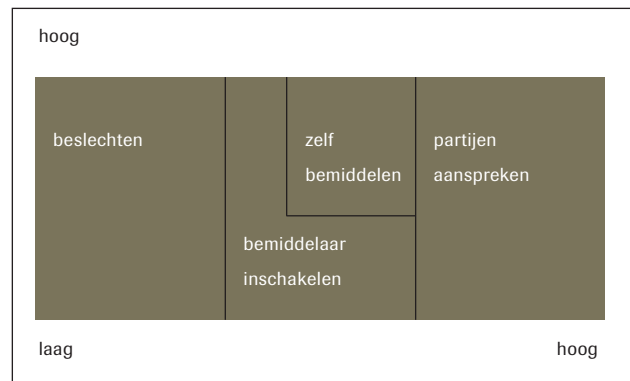 hoog
beslechten
zelf
bemiddelen
partijen
aanspreken
bemiddelaar
inschakelen
laag
hoog